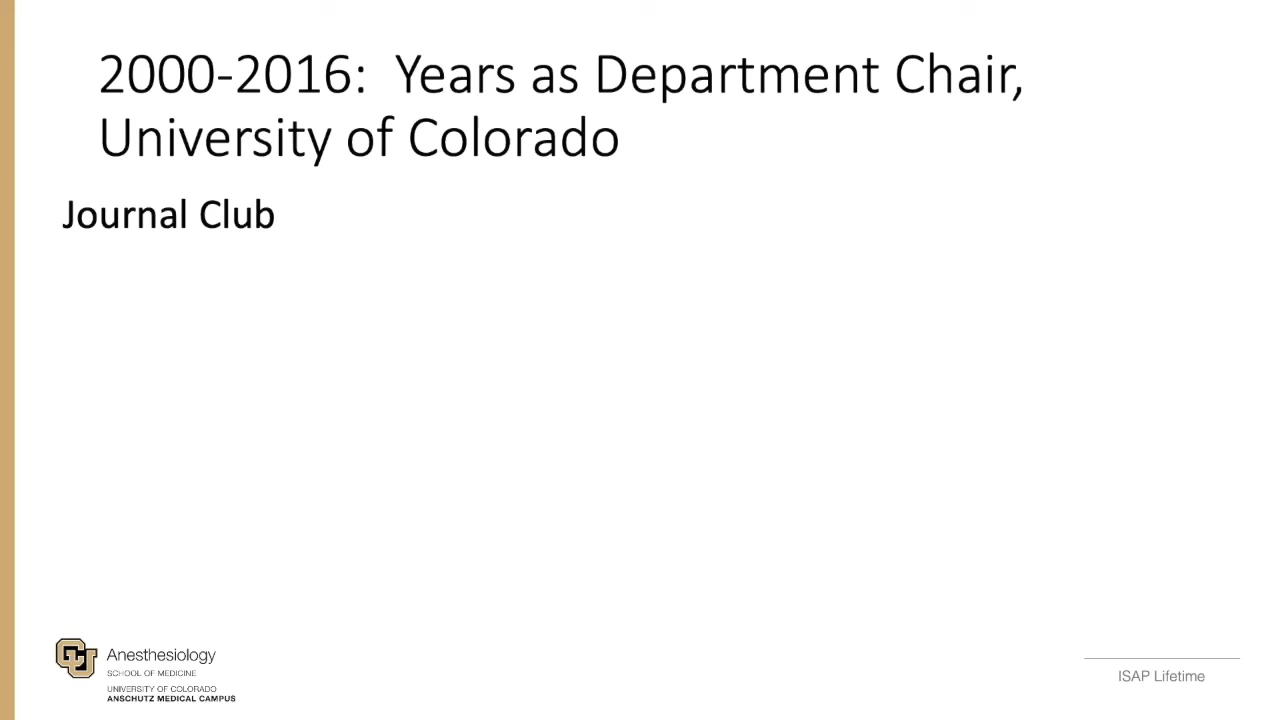 2000-2016:  Years as Department Chair,
University of Colorado
Journal Club
Anesthesiology
SCHOOL OF MEDICINE
UNIVERSITY OF COLORADO
ANSCHUTZ MEDICAL CAMPUS
ISAP Lifetime